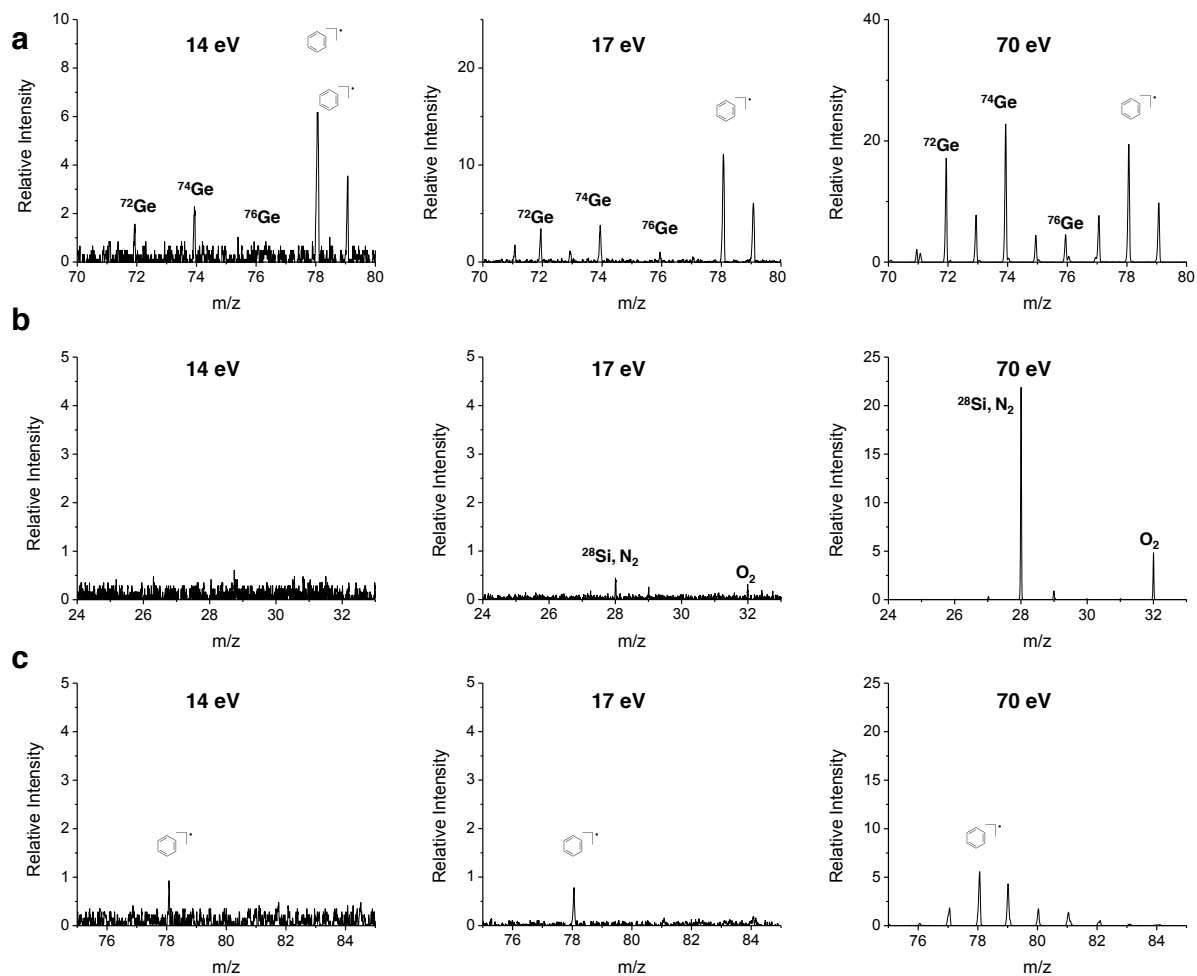 a
14 eV
17 eV
70 eV
Relative Intensity
10
8
6
4
2
0
⁷²Ge
⁷⁴Ge
⁷⁶Ge
70 72 74 76 78 80
m/z
Relative Intensity
20
10
0
⁷²Ge
⁷⁴Ge
⁷⁶Ge
70 72 74 76 78 80
m/z
Relative Intensity
40
20
0
⁷²Ge
⁷⁴Ge
⁷⁶Ge
70 72 74 76 78 80
m/z
b
14 eV
17 eV
70 eV
Relative Intensity
5
4
3
2
1
0
24 26 28 30 32
m/z
Relative Intensity
5
4
3
2
1
0
²⁸Si, N₂
O₂
24 26 28 30 32
m/z
Relative Intensity
25
20
15
10
5
0
²⁸Si, N₂
O₂
24 26 28 30 32
m/z
c
14 eV
17 eV
70 eV
Relative Intensity
5
4
3
2
1
0
76 78 80 82 84
m/z
Relative Intensity
5
4
3
2
1
0
76 78 80 82 84
m/z
Relative Intensity
25
20
15
10
5
0
76 78 80 82 84
m/z